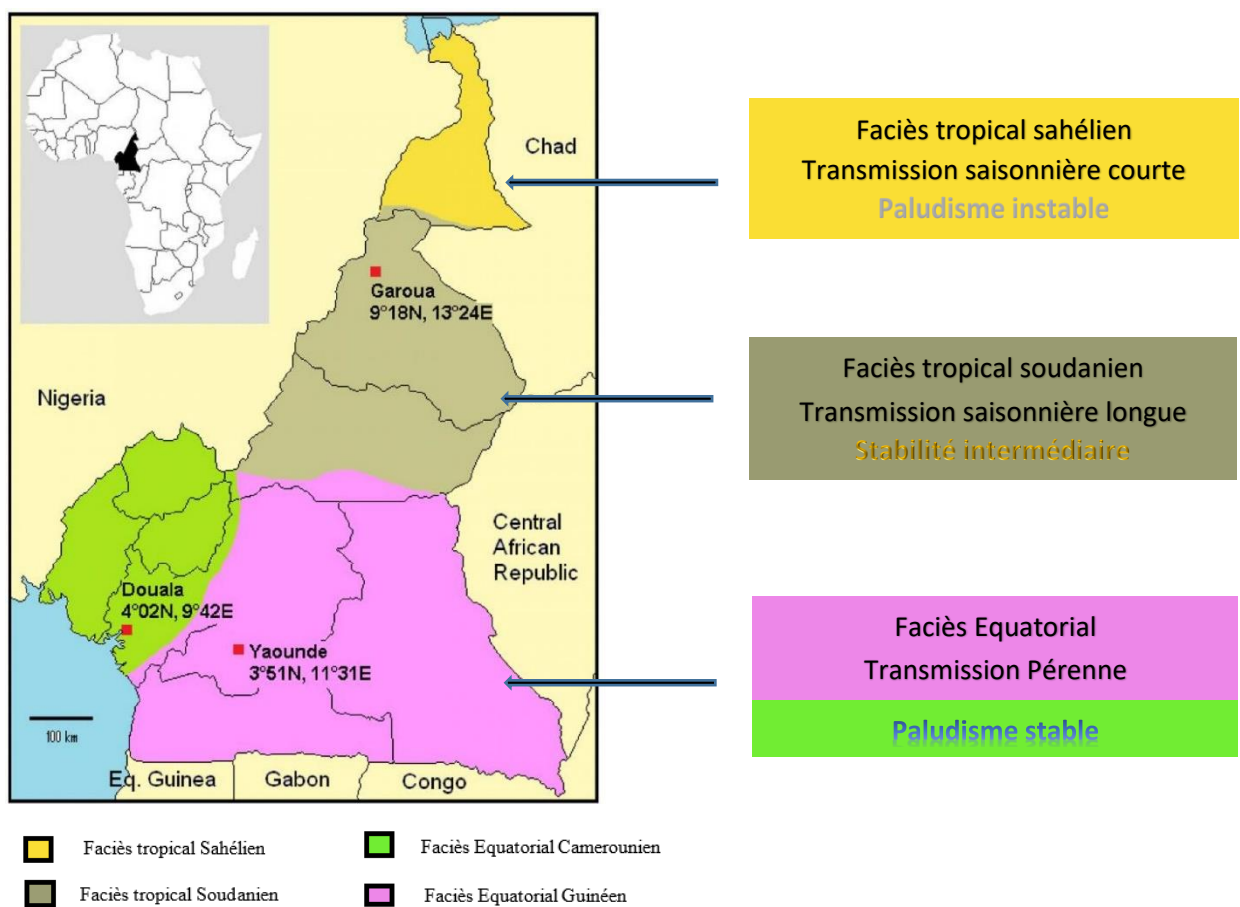 Chad
Garoua
9°18N, 13°24E
Nigeria
Central
African
Republic
Douala
4°02N, 9°42E
Yaounde
3°51N, 11°31E
100 km
Eq. Guinea
Gabon
Congo
Faciès tropical sahélien
Transmission saisonnière courte
Paludisme instable
Faciès tropical soudanien
Transmission saisonnière longue
Stabilité intermédiaire
Faciès Equatorial
Transmission Pérenne
Paludisme stable
Faciès tropical Sahélien
Faciès Equatorial Camerounien
Faciès tropical Soudanien
Faciès Equatorial Guinéen